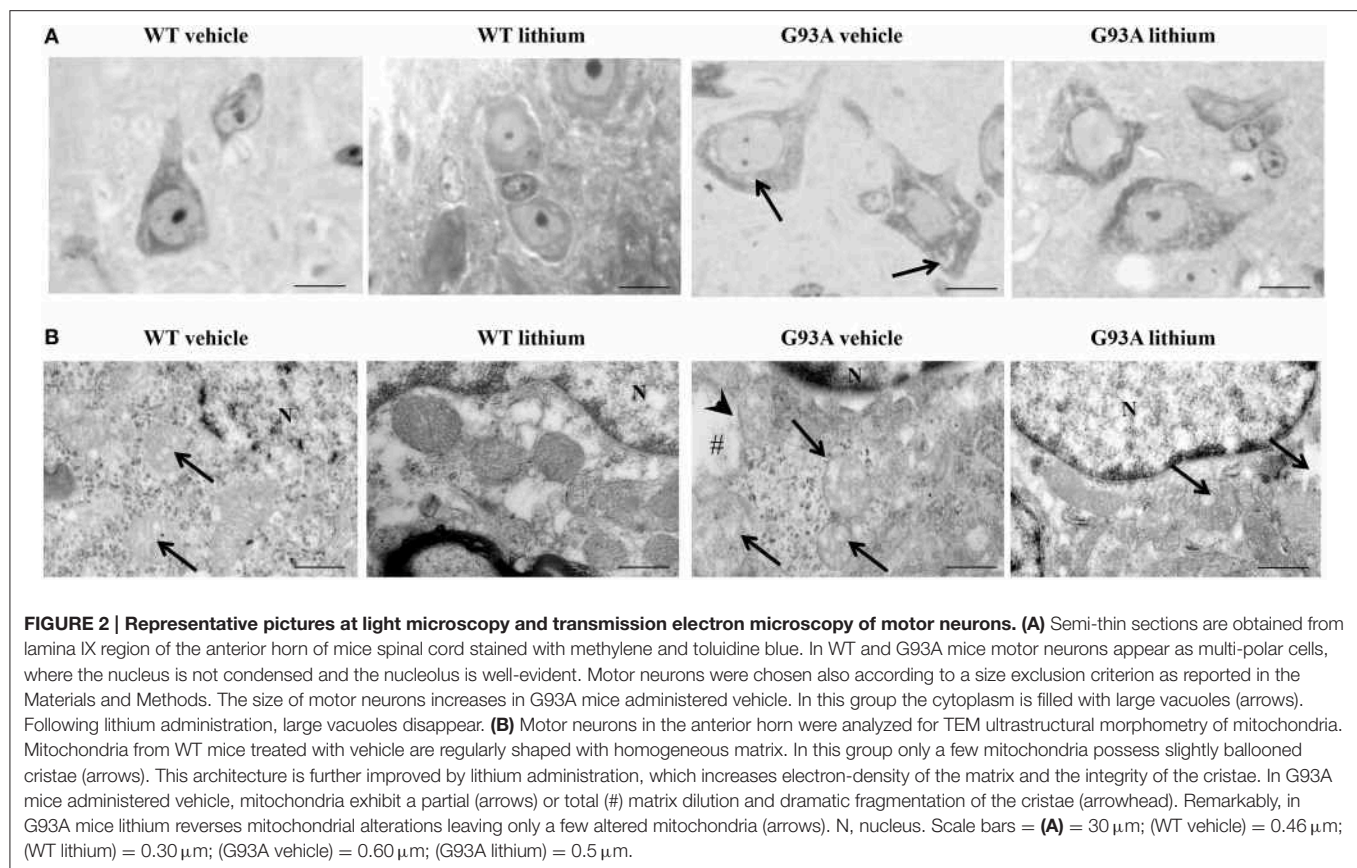 A WT vehicle WT lithium G93A vehicle G93A lithium
B WT vehicle WT lithium G93A vehicle G93A lithium
N N N N
#
FIGURE 2 | Representative pictures at light microscopy and transmission electron microscopy of motor neurons. (A) Semi-thin sections are obtained from
lamina IX region of the anterior horn of mice spinal cord stained with methylene and toluidine blue. In WT and G93A mice motor neurons appear as multi-polar cells,
where the nucleus is not condensed and the nucleolus is well-evident. Motor neurons were chosen also according to a size exclusion criterion as reported in the
Materials and Methods. The size of motor neurons increases in G93A mice administered vehicle. In this group the cytoplasm is filled with large vacuoles (arrows).
Following lithium administration, large vacuoles disappear. (B) Motor neurons in the anterior horn were analyzed for TEM ultrastructural morphometry of mitochondria.
Mitochondria from WT mice treated with vehicle are regularly shaped with homogeneous matrix. In this group only a few mitochondria possess slightly ballooned
cristae (arrows). This architecture is further improved by lithium administration, which increases electron-density of the matrix and the integrity of the cristae. In G93A
mice administered vehicle, mitochondria exhibit a partial (arrows) or total (#) matrix dilution and dramatic fragmentation of the cristae (arrowhead). Remarkably, in
G93A mice lithium reverses mitochondrial alterations leaving only a few altered mitochondria (arrows). N, nucleus. Scale bars = (A) = 30 μm; (WT vehicle) = 0.46 μm;
(WT lithium) = 0.30 μm; (G93A vehicle) = 0.60 μm; (G93A lithium) = 0.5 μm.